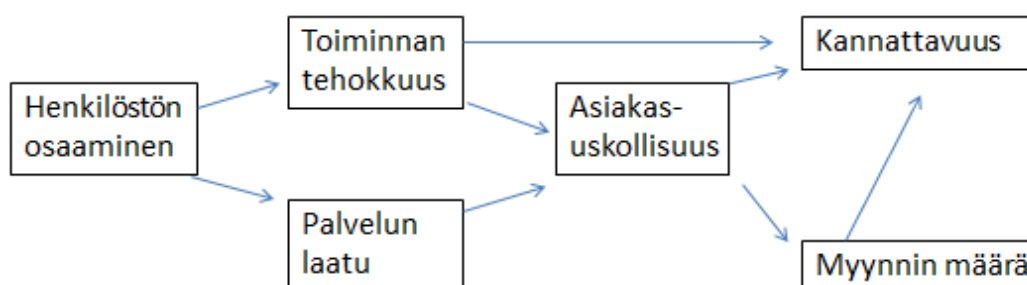 Henkilöstön
osaaminen
Toiminnan
tehokkuus
Palvelun
laatu
Asiakas-
uskollisuus
Kannattavuus
Myynnin määrä